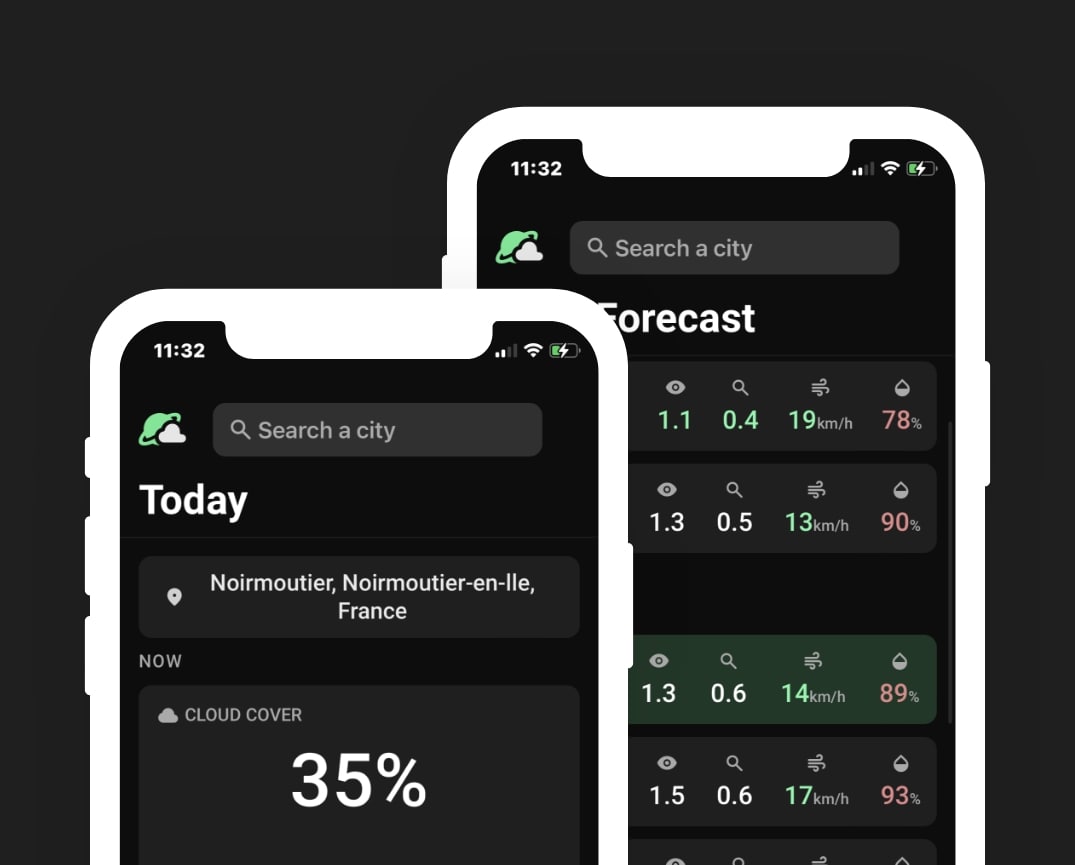 11:32
Search a city
Forecast
1.1 0.4 19km/h 78%
1.3 0.5 13km/h 90%
1.3 0.6 14km/h 89%
1.5 0.6 17km/h 93%
11:32
Search a city
Today
Noirmoutier, Noirmoutier-en-lle,
France
NOW
CLOUD COVER
35%